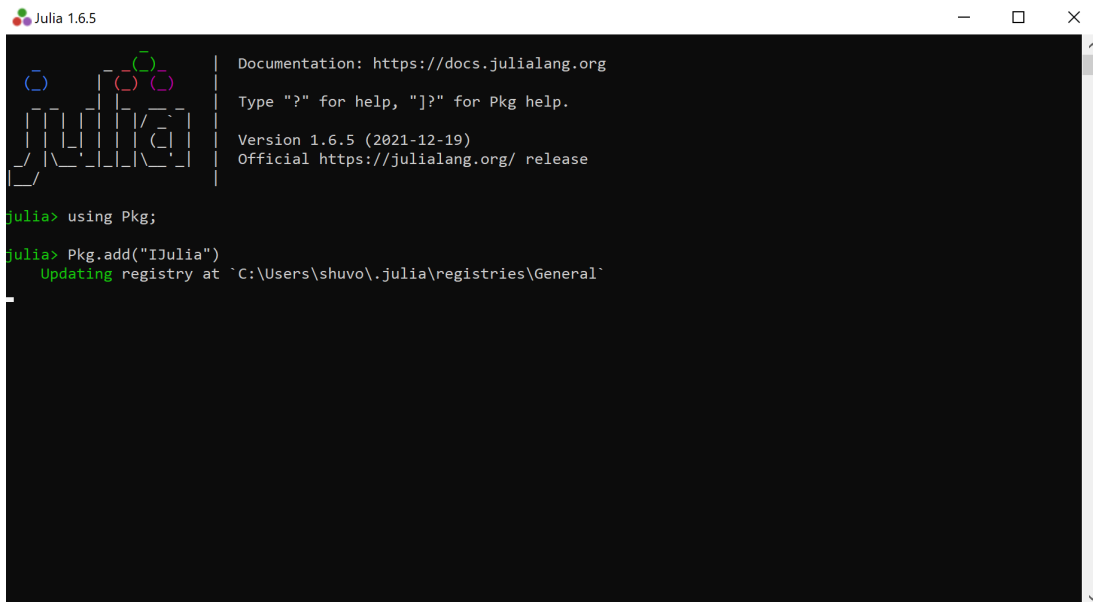 Julia 1.6.5
Documentation: https://docs.julialang.org
Type "?" for help, "]?" for Pkg help.
Version 1.6.5 (2021-12-19)
Official https://julialang.org/ release
julia> using Pkg;
julia> Pkg.add("IJulia")
Updating registry at `C:\Users\shuvo\.julia\registries\General`